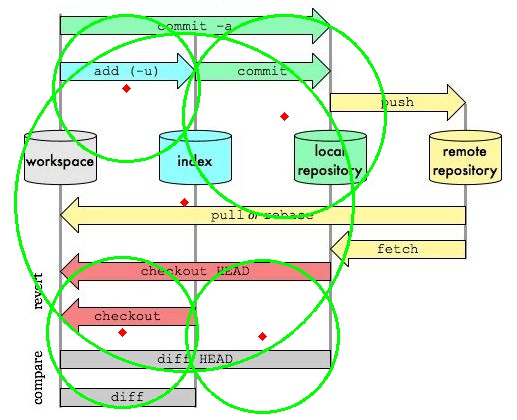 commit -a
add (-u)
commit
push
workspace
index
local
repository
remote
repository
pull or rebase
fetch
revert
checkout HEAD
checkout
compare
diff HEAD
diff